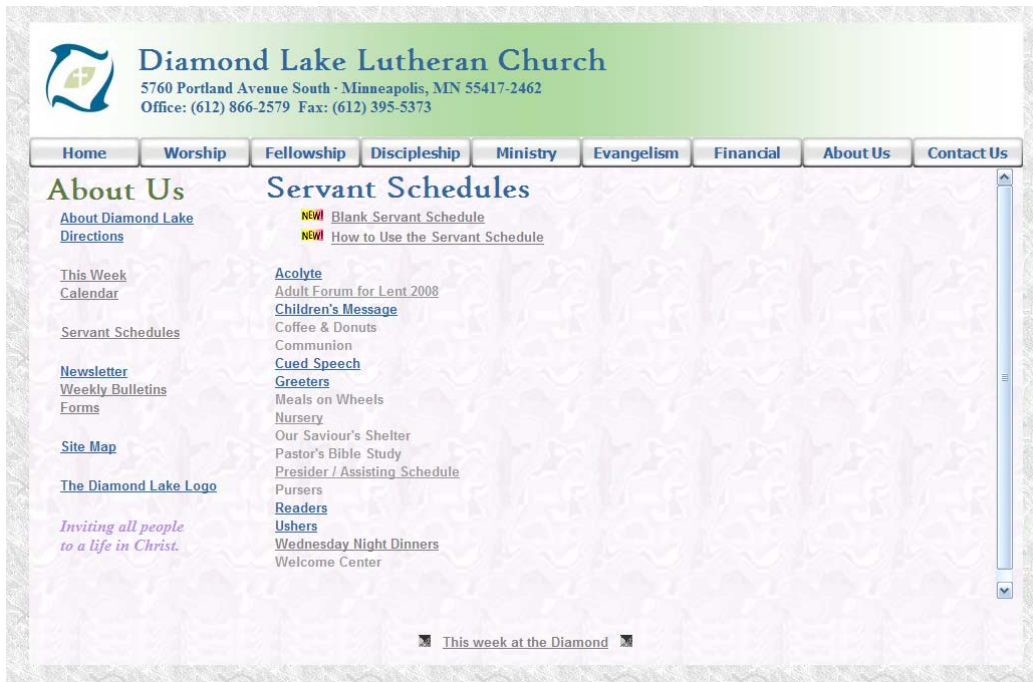 Diamond Lake Lutheran Church
5760 Portland Avenue South · Minneapolis, MN 55417-2462
Office: (612) 866-2579 Fax: (612) 395-5373
Home Worship Fellowship Discipleship Ministry Evangelism Financial About Us Contact Us
About Us
About Diamond Lake
Directions
This Week
Calendar
Servant Schedules
Newsletter
Weekly Bulletins
Forms
Site Map
The Diamond Lake Logo
Inviting all people
to a life in Christ.
Servant Schedules
NEW! Blank Servant Schedule
NEW! How to Use the Servant Schedule
Acolyte
Adult Forum for Lent 2008
Children's Message
Coffee & Donuts
Communion
Cued Speech
Greeters
Meals on Wheels
Nursery
Our Saviour's Shelter
Pastor's Bible Study
Presider / Assisting Schedule
Pursers
Readers
Ushers
Wednesday Night Dinners
Welcome Center
This week at the Diamond